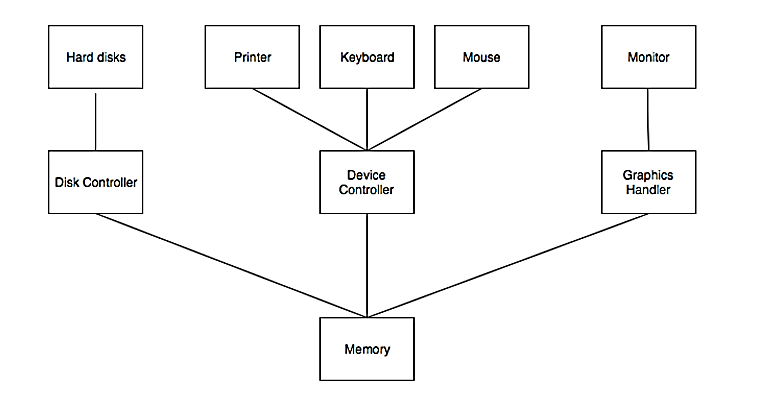 Hard disks
Printer
Keyboard
Mouse
Monitor
Disk Controller
Device
Controller
Graphics
Handler
Memory